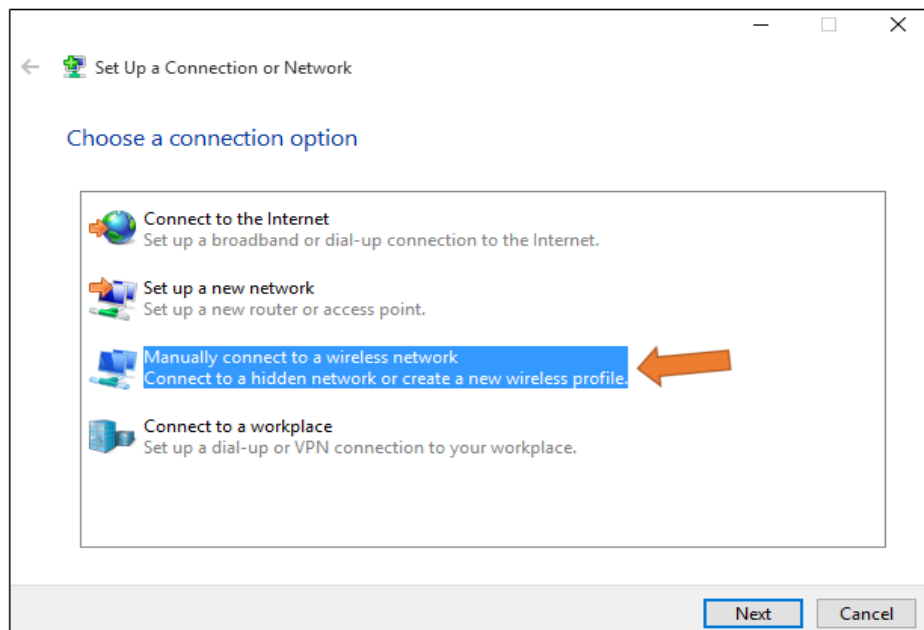 Set Up a Connection or Network
Choose a connection option
Connect to the Internet
Set up a broadband or dial-up connection to the Internet.
Set up a new network
Set up a new router or access point.
Manually connect to a wireless network
Connect to a hidden network or create a new wireless profile.
Connect to a workplace
Set up a dial-up or VPN connection to your workplace.
Next
Cancel